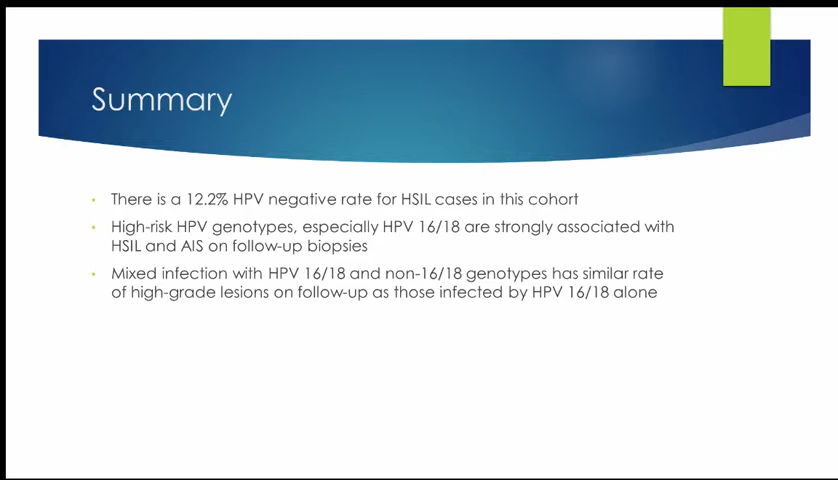 Summary
• There is a 12.2% HPV negative rate for HSIL cases in this cohort
• High-risk HPV genotypes, especially HPV 16/18 are strongly associated with
HSIL and AIS on follow-up biopsies
• Mixed infection with HPV 16/18 and non-16/18 genotypes has similar rate
of high-grade lesions on follow-up as those infected by HPV 16/18 alone